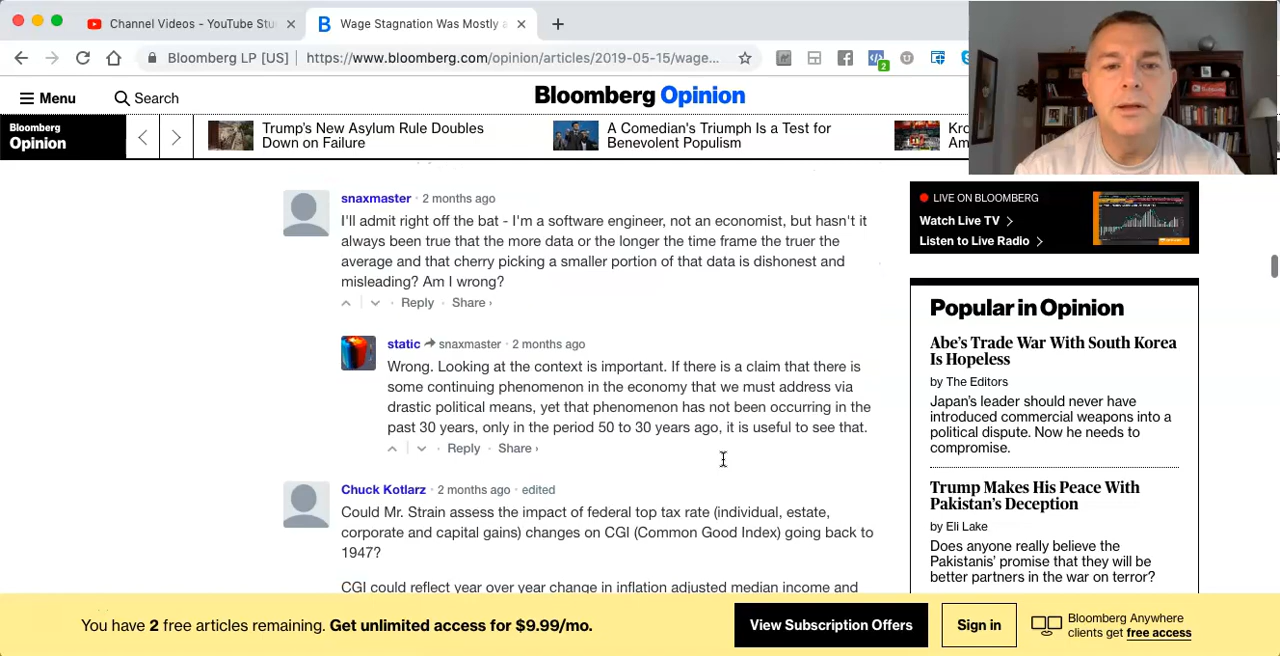 Channel Videos - YouTube Stu
Wage Stagnation Was Mostly a
Bloomberg LP [US]
https://www.bloomberg.com/opinion/articles/2019-05-15/wage...
2
Menu
Search
Bloomberg Opinion
Bloomberg
Opinion
Trump's New Asylum Rule Doubles
Down on Failure
A Comedian's Triumph Is a Test for
Benevolent Populism
Kro
Am
snaxmaster · 2 months ago
I'll admit right off the bat - I'm a software engineer, not an economist, but hasn't it
always been true that the more data or the longer the time frame the truer the
average and that cherry picking a smaller portion of that data is dishonest and
misleading? Am I wrong?
Reply · Share ›
static snaxmaster · 2 months ago
Wrong. Looking at the context is important. If there is a claim that there is
some continuing phenomenon in the economy that we must address via
drastic political means, yet that phenomenon has not been occurring in the
past 30 years, only in the period 50 to 30 years ago, it is useful to see that.
Reply · Share ›
Chuck Kotlarz · 2 months ago · edited
Could Mr. Strain assess the impact of federal top tax rate (individual, estate,
corporate and capital gains) changes on CGI (Common Good Index) going back to
1947?
CGI could reflect year over year change in inflation adjusted median income and
LIVE ON BLOOMBERG
Watch Live TV >
Listen to Live Radio >
Popular in Opinion
Abe's Trade War With South Korea
Is Hopeless
by The Editors
Japan's leader should never have
introduced commercial weapons into a
political dispute. Now he needs to
compromise.
Trump Makes His Peace With
Pakistan's Deception
by Eli Lake
Does anyone really believe the
Pakistanis' promise that they will be
better partners in the war on terror?
You have 2 free articles remaining. Get unlimited access for $9.99/mo.
View Subscription Offers
Sign in
Bloomberg Anywhere
clients get free access